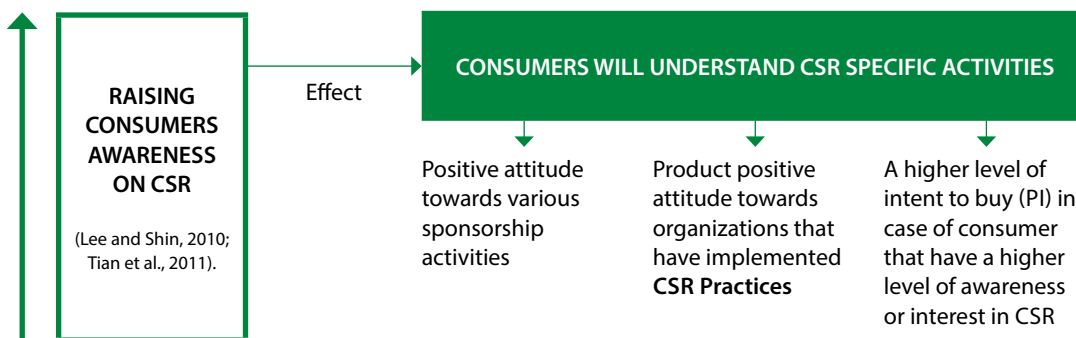 RAISING
CONSUMERS
AWARENESS
ON CSR
(Lee and Shin, 2010;
Tian et al., 2011).
Effect
CONSUMERS WILL UNDERSTAND CSR SPECIFIC ACTIVITIES
Positive attitude
towards various
sponsorship
activities
Product positive
attitude towards
organizations that
have implemented
CSR Practices
A higher level of
intent to buy (PI) in
case of consumer
that have a higher
level of awareness
or interest in CSR